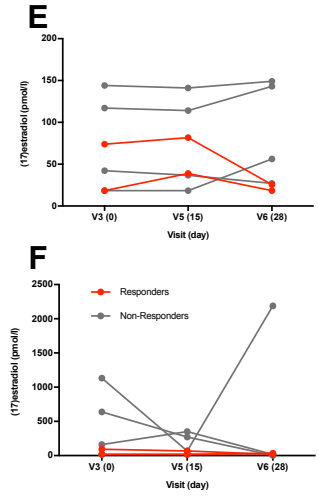 E
200
150
100
50
0
(17)estradiol (pmol/l)
V3 (0) V5 (15) V6 (28)
Visit (day)
F
2500
2000
1500
1000
500
0
(17)estradiol (pmol/l)
Responders
Non-Responders
V3 (0) V5 (15) V6 (28)
Visit (day)